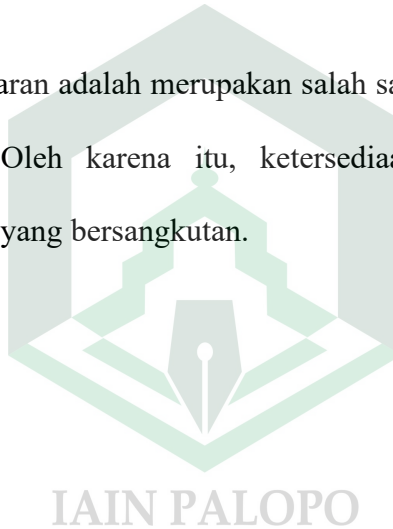 aran adalah merupakan salah sa
Oleh karena itu, ketersediaa
yang bersangkutan.
IAIN PALOPO